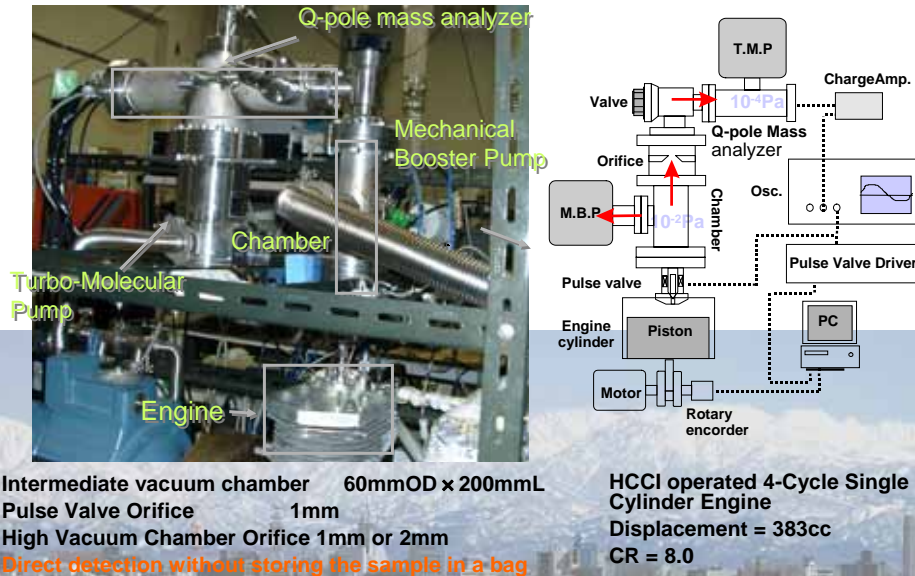 Q-pole mass analyzer
Mechanical
Booster Pump
Chamber
Turbo-Molecular
Pump
Engine
T.M.P
ChargeAmp.
Valve
10-4Pa
Q-pole Mass
analyzer
Orifice
Osc.
M.B.P
10-2Pa
Chamber
Pulse valve
Pulse Valve Driver
Engine
cylinder
Piston
PC
Motor
Rotary
encorder
Intermediate vacuum chamber 60mmOD × 200mmL
Pulse Valve Orifice 1mm
High Vacuum Chamber Orifice 1mm or 2mm
Direct detection without storing the sample in a bag
HCCI operated 4-Cycle Single
Cylinder Engine
Displacement = 383cc
CR = 8.0